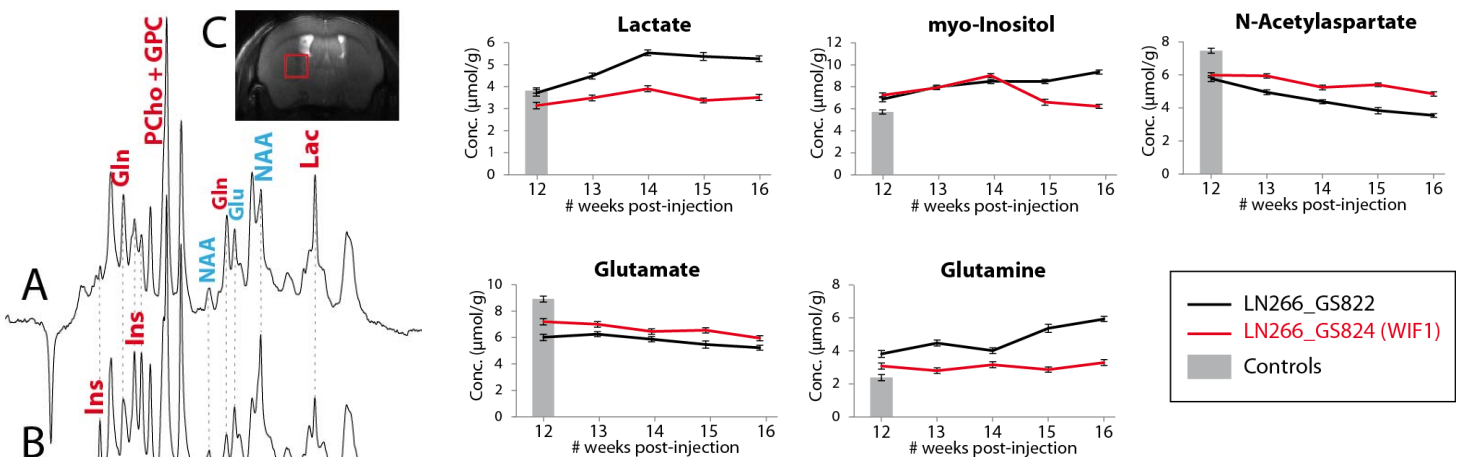 C
PCho + GPC
Gln
NAA
Gln
Glu
NAA
Lac
A
Ins
Ins
B
Lactate
Conc. (µmol/g)
6
5
4
3
2
1
0
12 13 14 15 16
# weeks post-injection
myo-Inositol
Conc. (µmol/g)
12
10
8
6
4
2
0
12 13 14 15 16
# weeks post-injection
N-Acetylaspartate
Conc. (µmol/g)
8
6
4
2
0
12 13 14 15 16
# weeks post-injection
Glutamate
Conc. (µmol/g)
10
8
6
4
2
0
12 13 14 15 16
# weeks post-injection
Glutamine
Conc. (µmol/g)
8
6
4
2
0
12 13 14 15 16
# weeks post-injection
LN266_GS822
LN266_GS824 (WIF1)
Controls